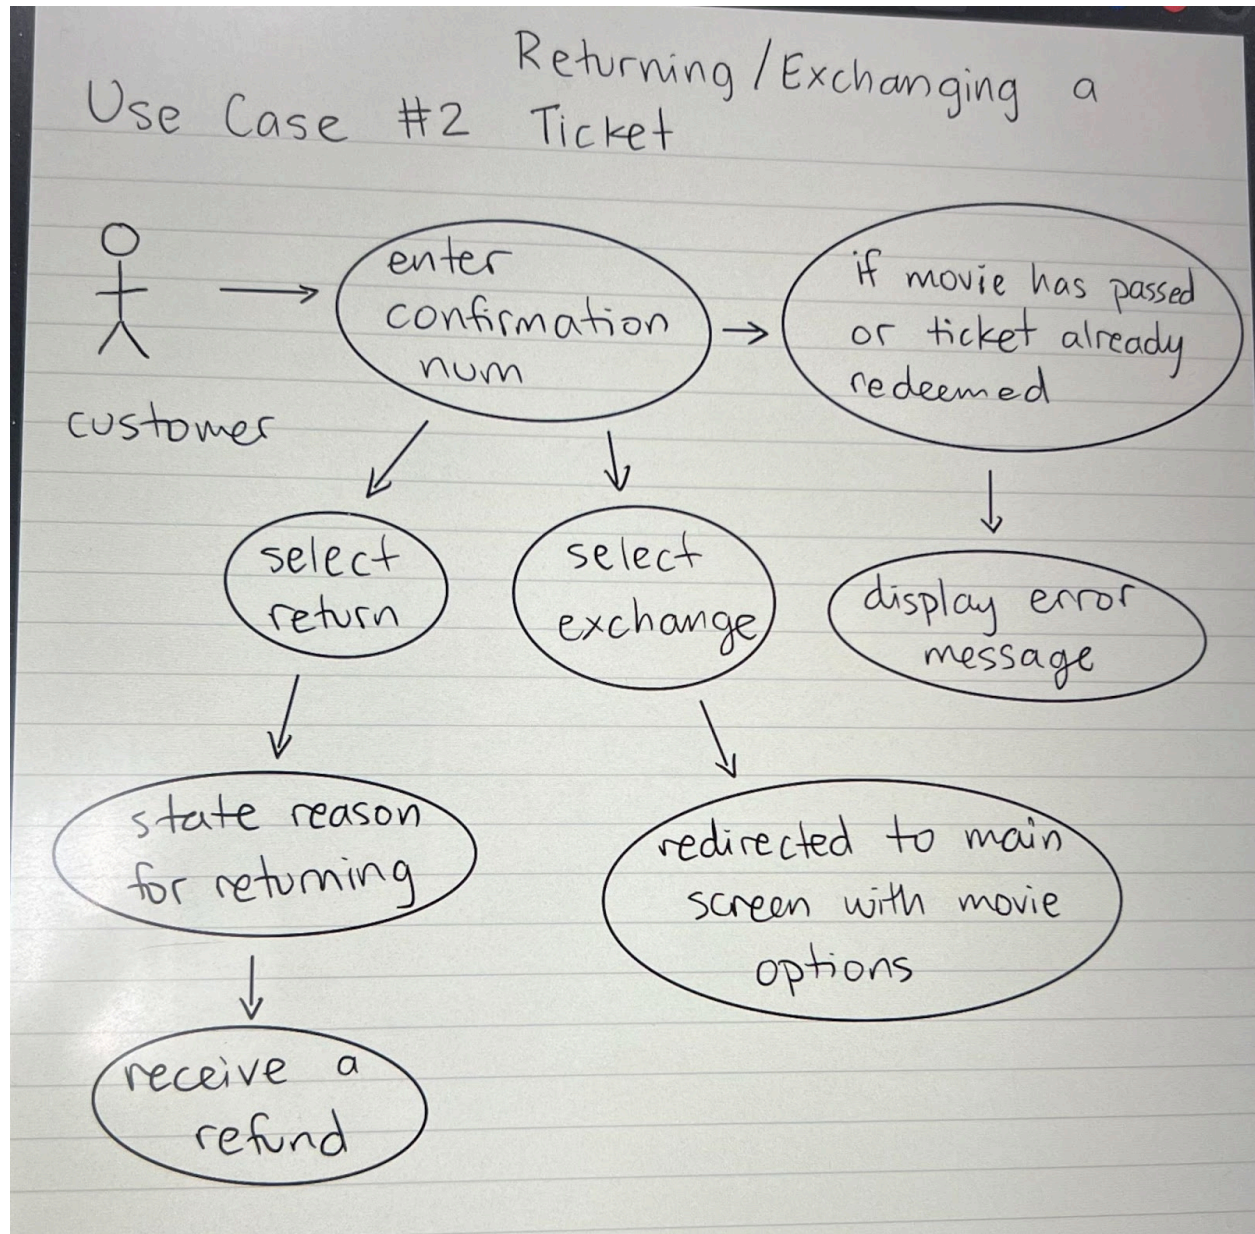 Returning/Exchanging a
Use Case #2 Ticket
customer
enter
confirmation
num
if movie has passed
or ticket already
redeemed
select
return
select
exchange
display error
message
state reason
for returning
redirected to main
screen with movie
options
receive a
refund